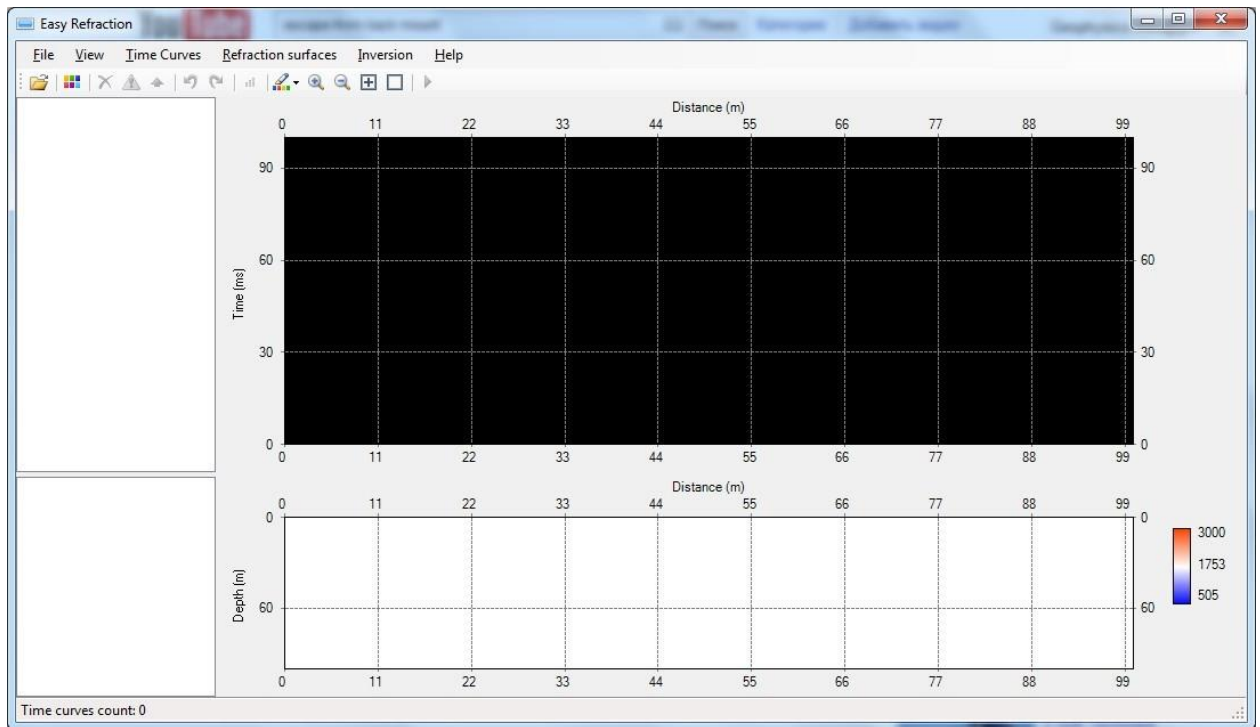 Easy Refraction
File View Time Curves Refraction surfaces Inversion Help
Distance (m)
0 11 22 33 44 55 66 77 88 99
90 90
60 60
Time (ms)
30 30
0 0
0 11 22 33 44 55 66 77 88 99
Distance (m)
0 11 22 33 44 55 66 77 88 99
0 0
3000
1753
505
Depth (m)
60 60
0 11 22 33 44 55 66 77 88 99
Time curves count: 0